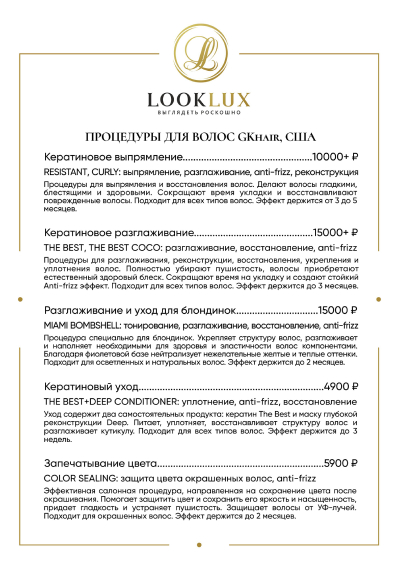 LOOKLUX
ВЫГЛЯДЕТЬ РОСКОШНО
ПРОЦЕДУРЫ ДЛЯ ВОЛОС GKHAIR, США
Кератиновое выпрямление................................................10000+ ₽
RESISTANT, CURLY: выпрямление, разглаживание, anti-frizz, реконструкция
Процедуры для выпрямления и восстановления волос. Делают волосы гладкими,
блестящими и здоровыми. Сокращают время укладки и восстанавливают
поврежденные волосы. Подходит для всех типов волос. Эффект держится от 3 до 5
месяцев.
Кератиновое разглаживание............................................15000+ ₽
THE BEST, THE BEST COCO: разглаживание, восстановление, anti-frizz
Процедуры для разглаживания, реконструкции, восстановления, укрепления и
уплотнения волос. Полностью убирают пушистость, волосы приобретают
естественный здоровый блеск. Сокращают время на укладку и создают стойкий
Anti-frizz эффект. Подходит для всех типов волос. Эффект держится до 3 месяцев.
Разглаживание и уход для блондинок..............................15000 ₽
MIAMI BOMBSHELL: тонирование, разглаживание, восстановление, anti-frizz
Процедура специально для блондинок. Укрепляет структуру волос, разглаживает
и наполняет необходимыми для здоровья и эластичности волос компонентами.
Благодаря фиолетовой базе нейтрализует нежелательные желтые и теплые оттенки.
Подходит для осветленных и натуральных волос. Эффект держится до 2 месяцев.
Кератиновый уход....................................................................4900 ₽
THE BEST+DEEP CONDITIONER: уплотнение, anti-frizz, восстановление
Уход содержит два самостоятельных продукта: кератин The Best и маску глубокой
реконструкции Deep. Питает, уплотняет, восстанавливает структуру волос и
разглаживает кутикулу. Подходит для всех типов волос. Эффект держится до 3
недель.
Запечатывание цвета..............................................................5900 ₽
COLOR SEALING: защита цвета окрашенных волос, anti-frizz
Эффективная салонная процедура, направленная на сохранение цвета после
окрашивания. Помогает защитить цвет и сохранить его яркость и насыщенность,
придает гладкость и устраняет пушистость. Защищает волосы от УФ-лучей.
Подходит для окрашенных волос. Эффект держится до 2 месяцев.